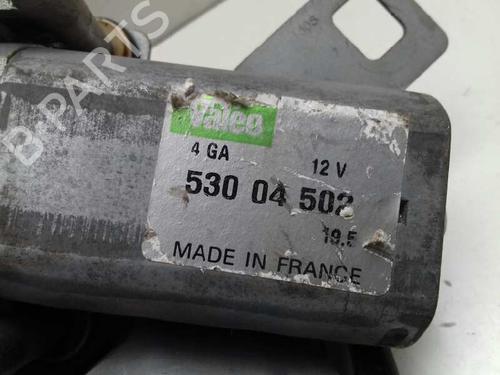 B-PARTS
Valeo
4 GA 12 V
530 04 502
19.5
MADE IN FRANCE